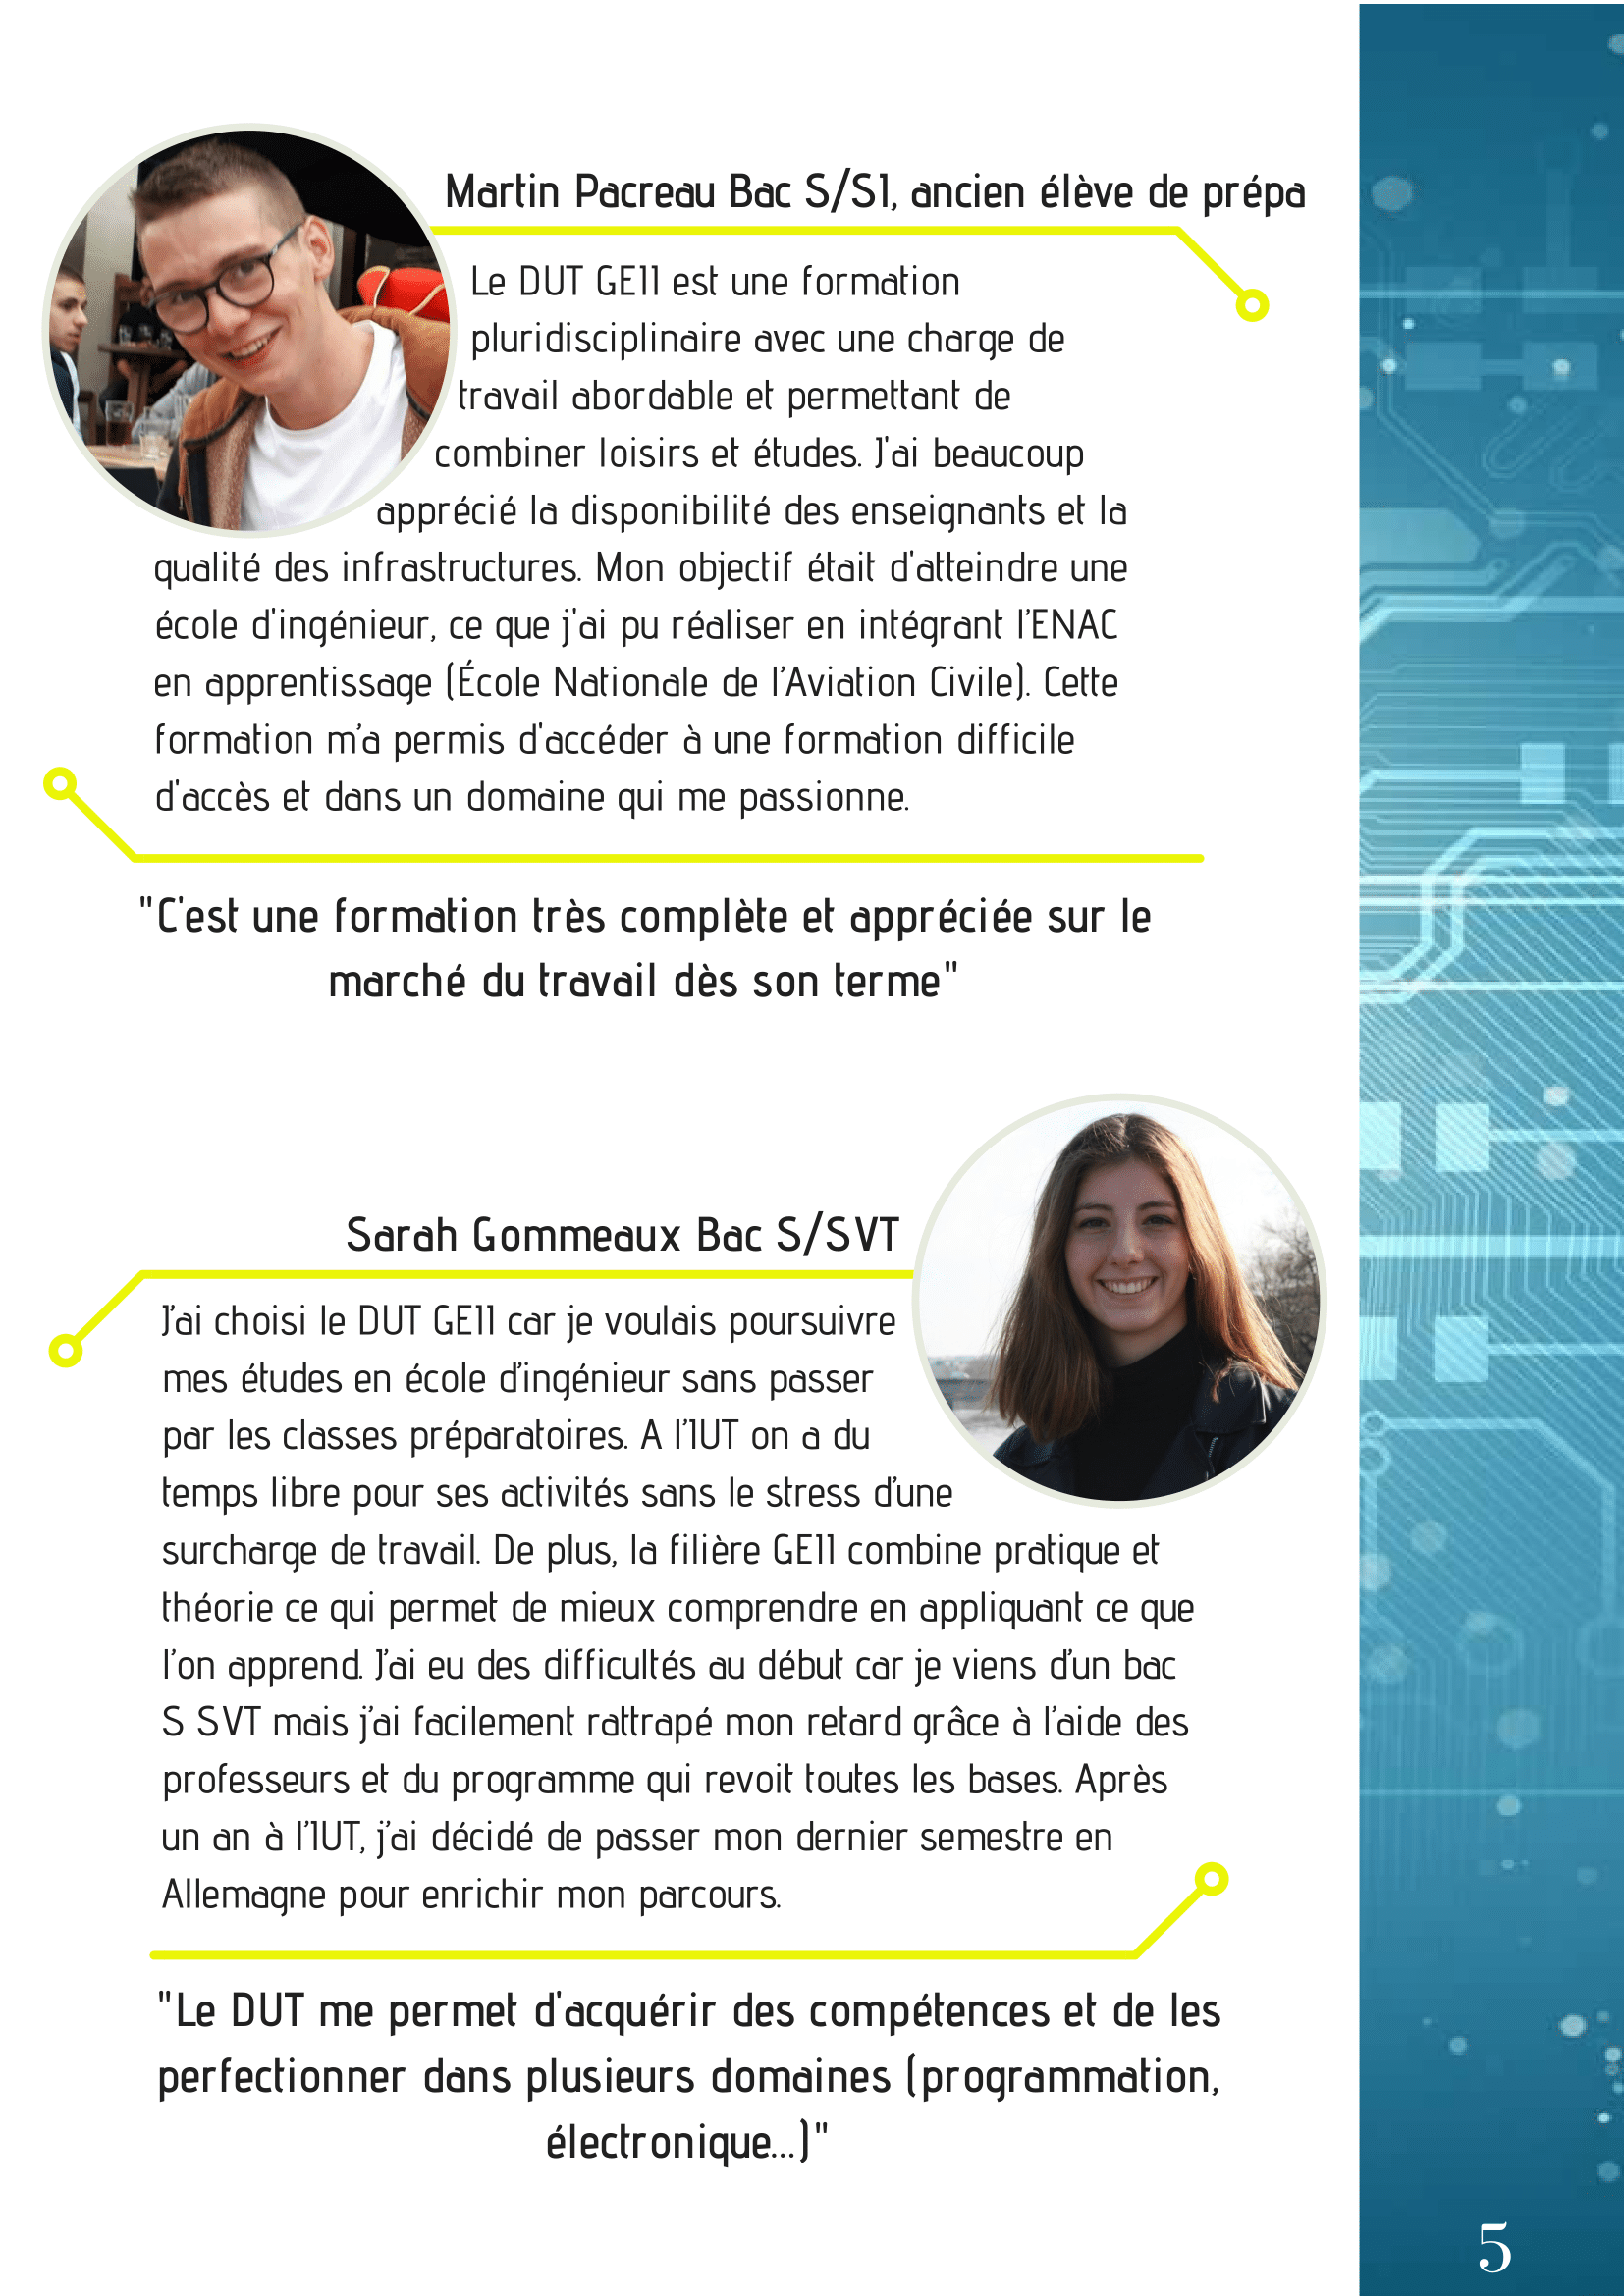 Martin Pacreau Bac S/SI, ancien élève de prépa
Le DUT GEII est une formation
pluridisciplinaire avec une charge de
travail abordable et permettant de
combiner loisirs et études. J'ai beaucoup
apprécié la disponibilité des enseignants et la
qualité des infrastructures. Mon objectif était d'atteindre une
école d'ingénieur, ce que j'ai pu réaliser en intégrant l’ENAC
en apprentissage (École Nationale de l’Aviation Civile). Cette
formation m’a permis d'accéder à une formation difficile
d'accès et dans un domaine qui me passionne.
"C'est une formation très complète et appréciée sur le
marché du travail dès son terme"
Sarah Gommeaux Bac S/SVT
J’ai choisi le DUT GEII car je voulais poursuivre
mes études en école d’ingénieur sans passer
par les classes préparatoires. A l’IUT on a du
temps libre pour ses activités sans le stress d’une
surcharge de travail. De plus, la filière GEII combine pratique et
théorie ce qui permet de mieux comprendre en appliquant ce que
l’on apprend. J’ai eu des difficultés au début car je viens d’un bac
S SVT mais j’ai facilement rattrapé mon retard grâce à l’aide des
professeurs et du programme qui revoit toutes les bases. Après
un an à l’IUT, j’ai décidé de passer mon dernier semestre en
Allemagne pour enrichir mon parcours.
"Le DUT me permet d'acquérir des compétences et de les
perfectionner dans plusieurs domaines (programmation,
électronique...)"
5